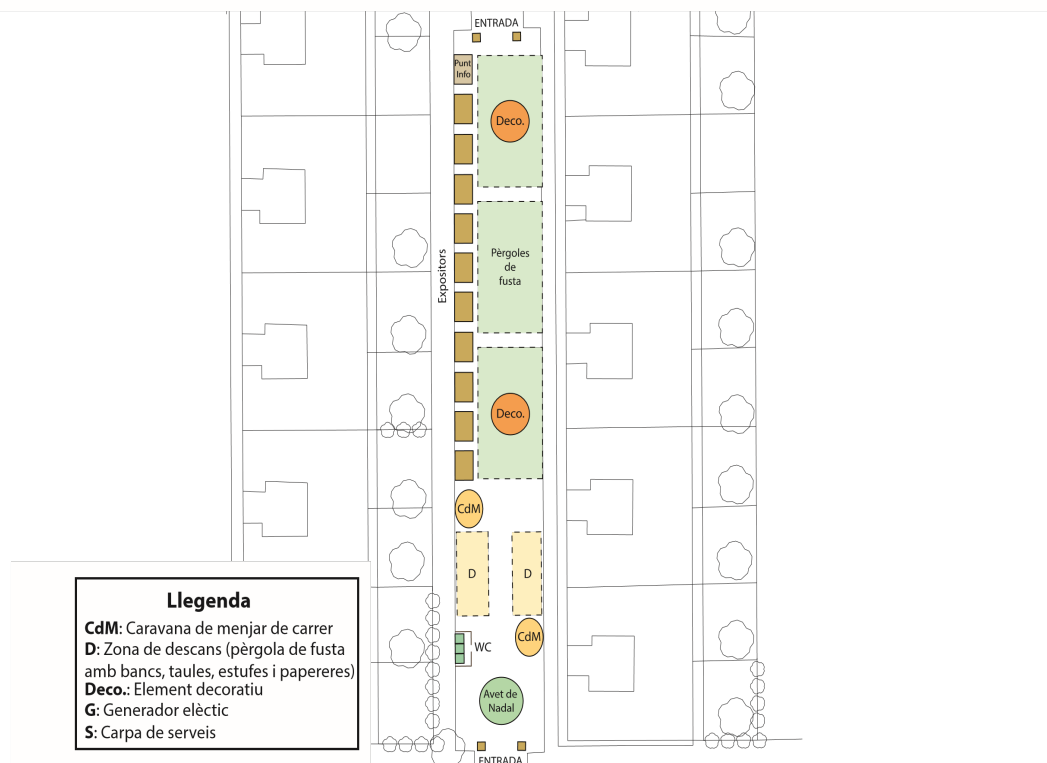 ENTRADA
Punt
Info
Deco.
Expositors
Pèrgoles
de
fusta
Deco.
CdM
D
D
CdM
WC
Avet de
Nadal
ENTRADA
Llegenda
CdM: Caravana de menjar de carrer
D: Zona de descans (pèrgola de fusta
amb bancs, taules, estufes i papereres)
Deco.: Element decoratiu
G: Generador elèctic
S: Carpa de serveis